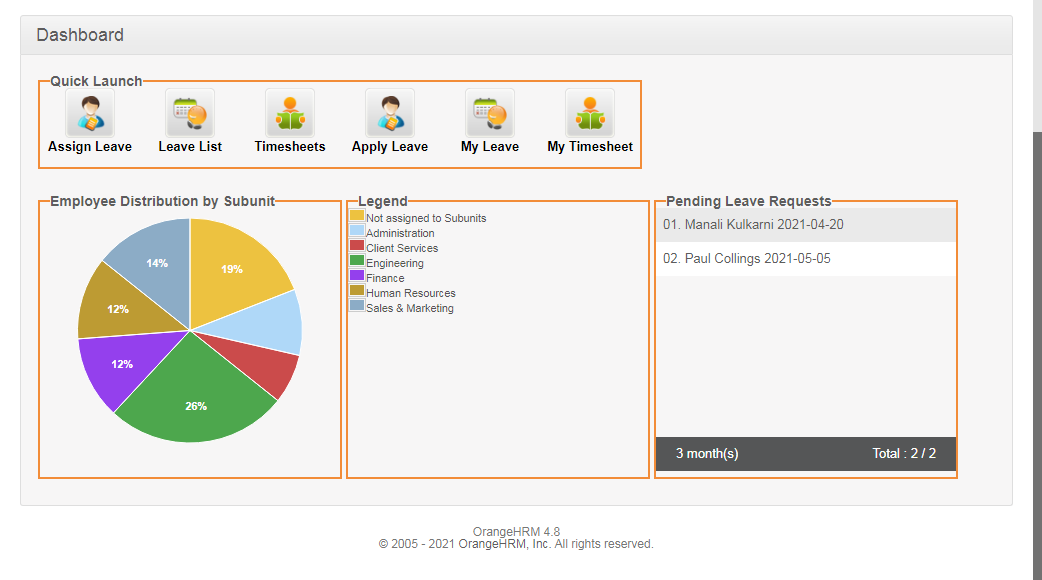 Dashboard
Quick Launch
Assign Leave
Leave List
Timesheets
Apply Leave
My Leave
My Timesheet
Employee Distribution by Subunit
19%
14%
12%
12%
26%
Legend
Not assigned to Subunits
Administration
Client Services
Engineering
Finance
Human Resources
Sales & Marketing
Pending Leave Requests
01. Manali Kulkarni 2021-04-20
02. Paul Collings 2021-05-05
3 month(s)
Total : 2 / 2
OrangeHRM 4.8
© 2005 - 2021 OrangeHRM, Inc. All rights reserved.